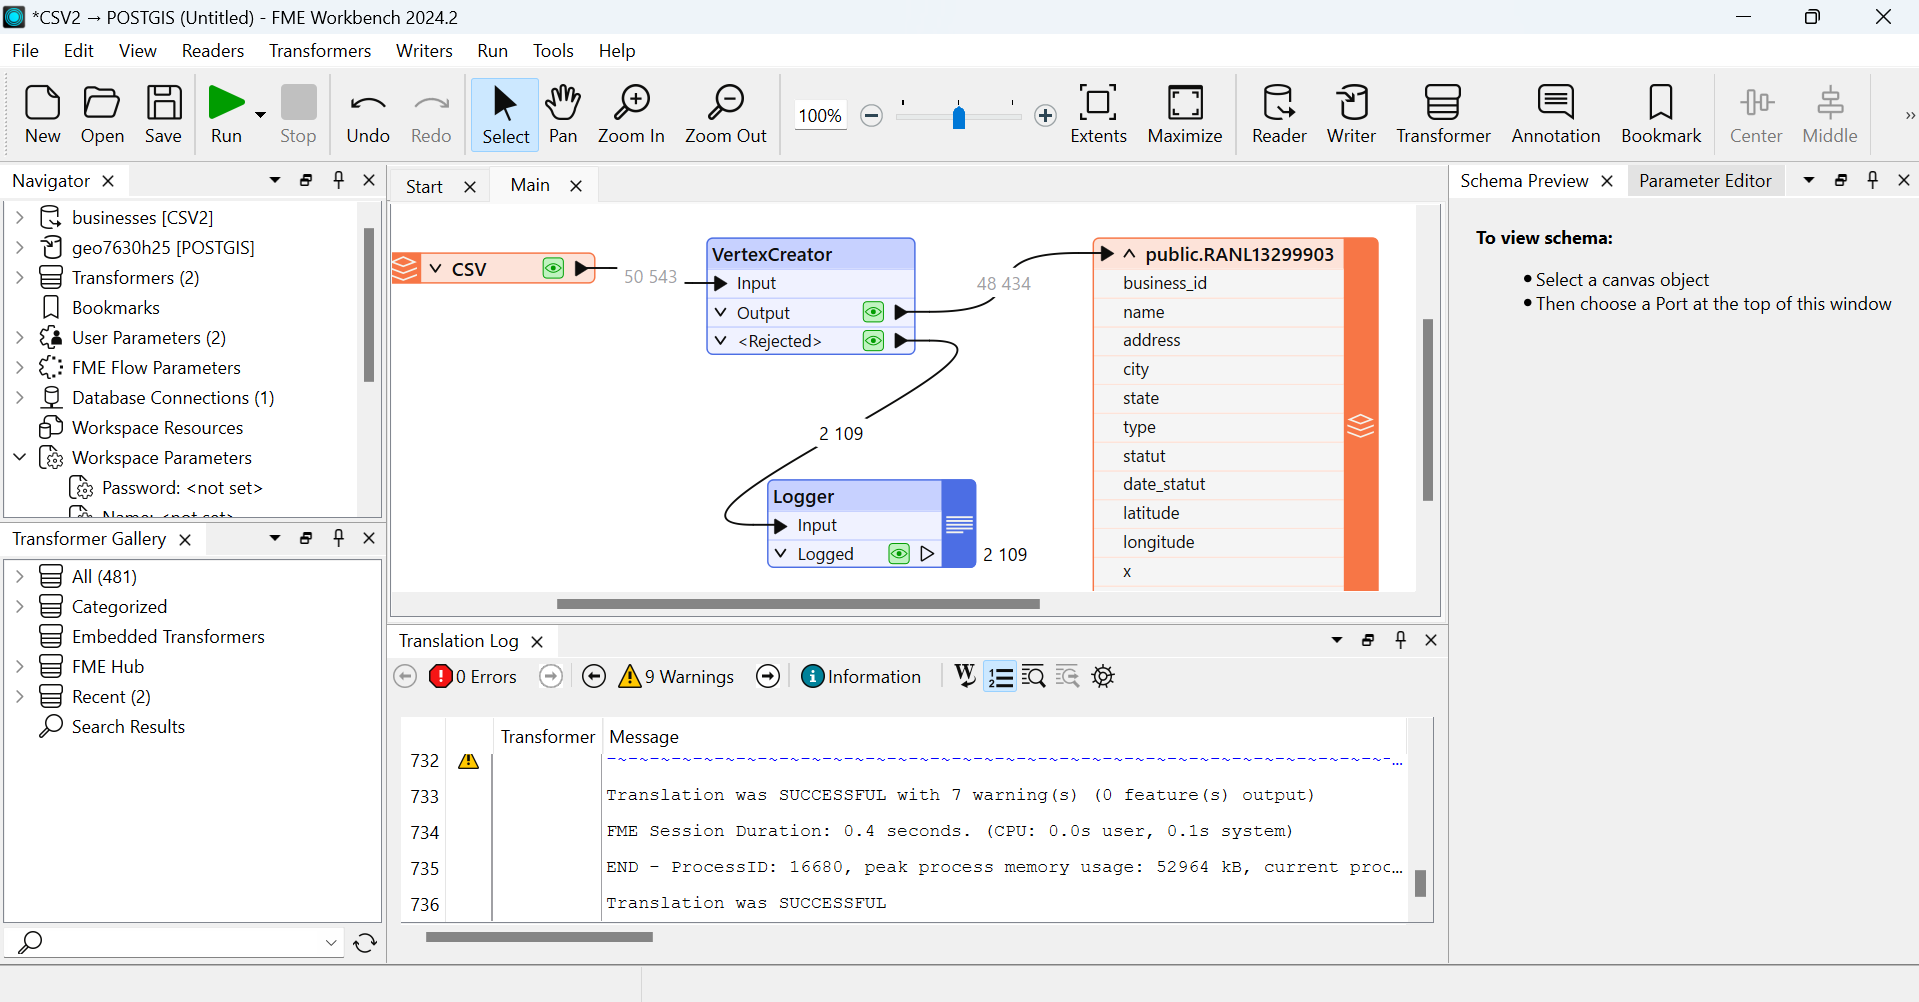 *CSV2 → POSTGIS (Untitled) - FME Workbench 2024.2
File Edit View Readers Transformers Writers Run Tools Help
New Open Save Run Stop Undo Redo Select Pan Zoom In Zoom Out 100% Extents Maximize Reader Writer Transformer Annotation Bookmark Center Middle »
Navigator
businesses [CSV2]
geo7630h25 [POSTGIS]
Transformers (2)
Bookmarks
User Parameters (2)
FME Flow Parameters
Database Connections (1)
Workspace Resources
Workspace Parameters
Password: <not set>
Name: <not set>
Transformer Gallery
All (481)
Categorized
Embedded Transformers
FME Hub
Recent (2)
Search Results
Start
Main
CSV
50 543
VertexCreator
Input
Output
<Rejected>
48 434
2 109
Logger
Input
Logged
2 109
public.RANL13299903
business_id
name
address
city
state
type
statut
date_statut
latitude
longitude
x
Translation Log
0 Errors
9 Warnings
Information
Transformer Message
732
733 Translation was SUCCESSFUL with 7 warning(s) (0 feature(s) output)
734 FME Session Duration: 0.4 seconds. (CPU: 0.0s user, 0.1s system)
735 END - ProcessID: 16680, peak process memory usage: 52964 kB, current proc...
736 Translation was SUCCESSFUL
Schema Preview
Parameter Editor
To view schema:
• Select a canvas object
• Then choose a Port at the top of this window